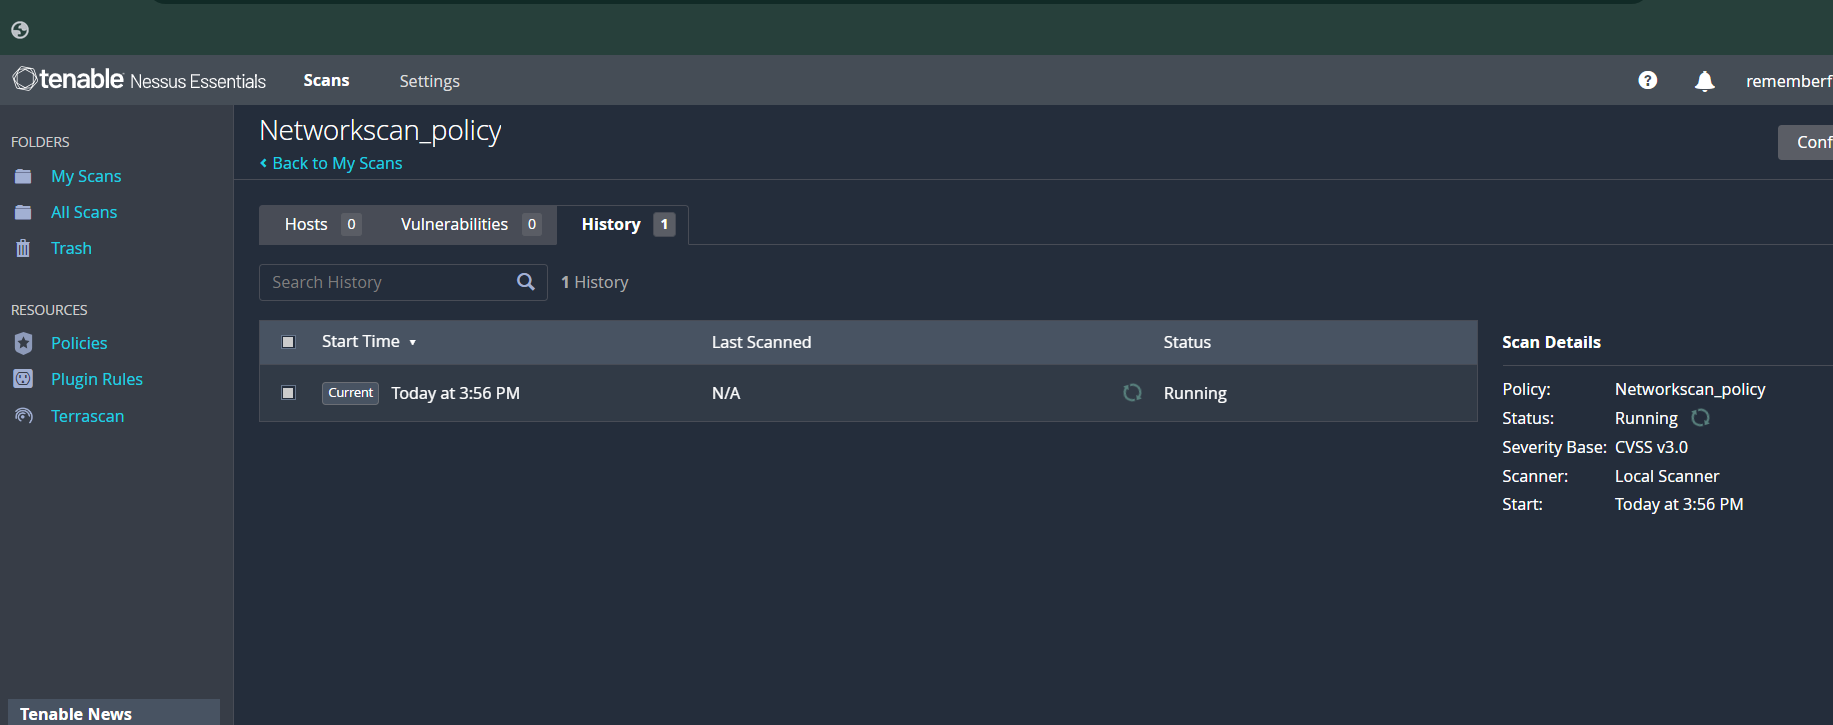 tenable Nessus Essentials Scans Settings ? rememberf
FOLDERS
My Scans
All Scans
Trash
RESOURCES
Policies
Plugin Rules
Terrascan
Tenable News
Networkscan_policy
Back to My Scans
Conf
Hosts 0 Vulnerabilities 0 History 1
Search History 1 History
Start Time Last Scanned Status
Current Today at 3:56 PM N/A Running
Scan Details
Policy: Networkscan_policy
Status: Running
Severity Base: CVSS v3.0
Scanner: Local Scanner
Start: Today at 3:56 PM